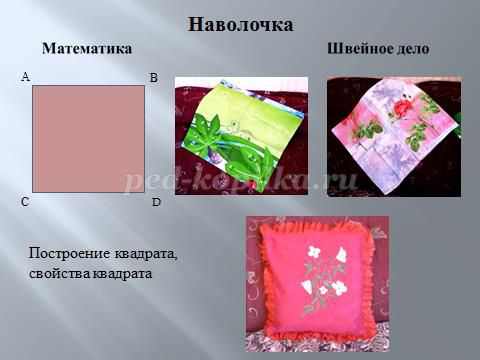 Наволочка
Математика
Швейное дело
A
B
C
D
ped-kopilka.ru
Построение квадрата,
свойства квадрата